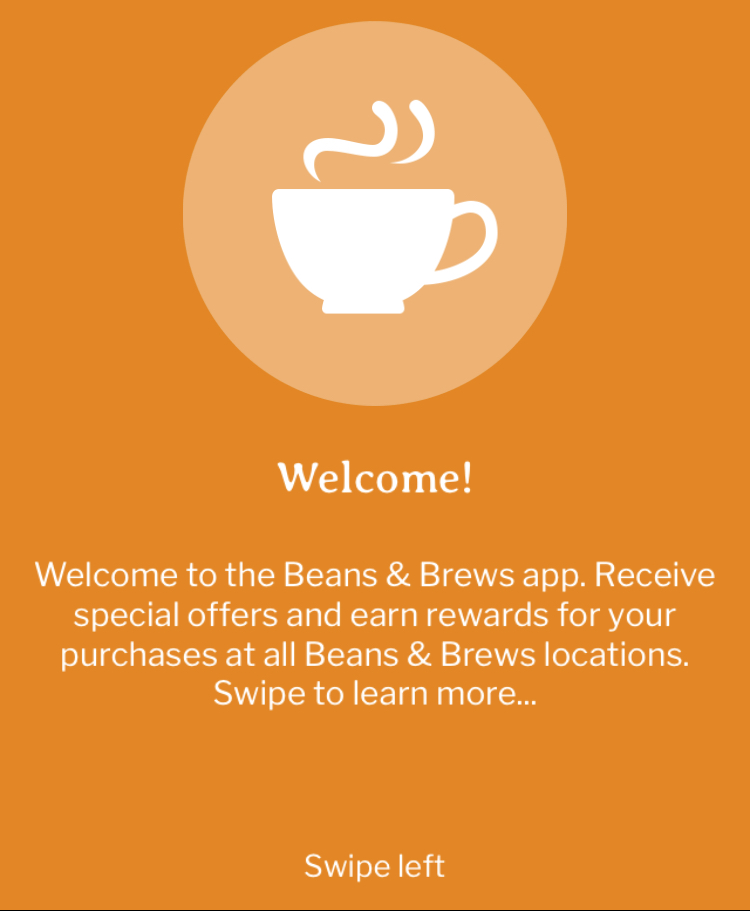 Welcome!
Welcome to the Beans & Brews app. Receive
special offers and earn rewards for your
purchases at all Beans & Brews locations.
Swipe to learn more...
Swipe left